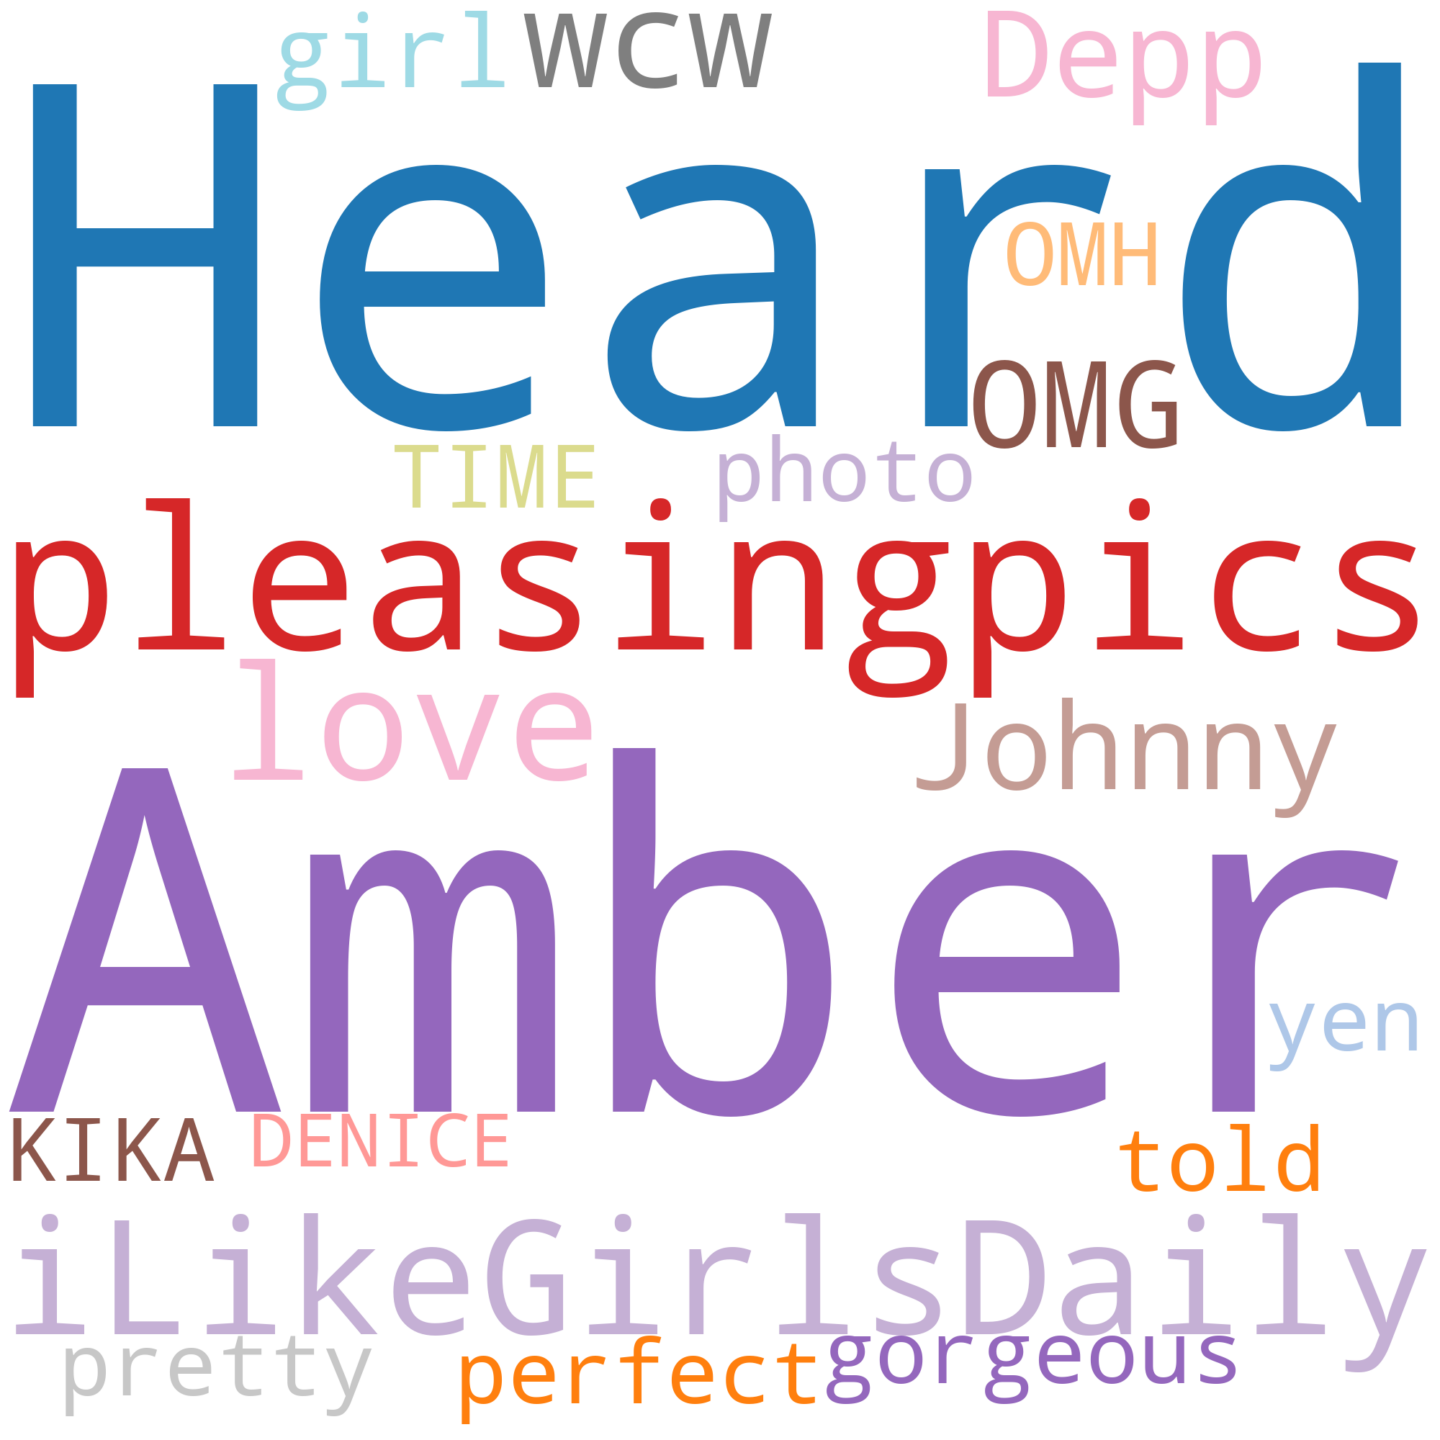 girl WCW Depp
Heard
OMH
OMG
TIME photo
pleasingpics
love Johnny
Amber
yen
KIKA DENICE told
iLikeGirlsDaily
pretty perfect gorgeous